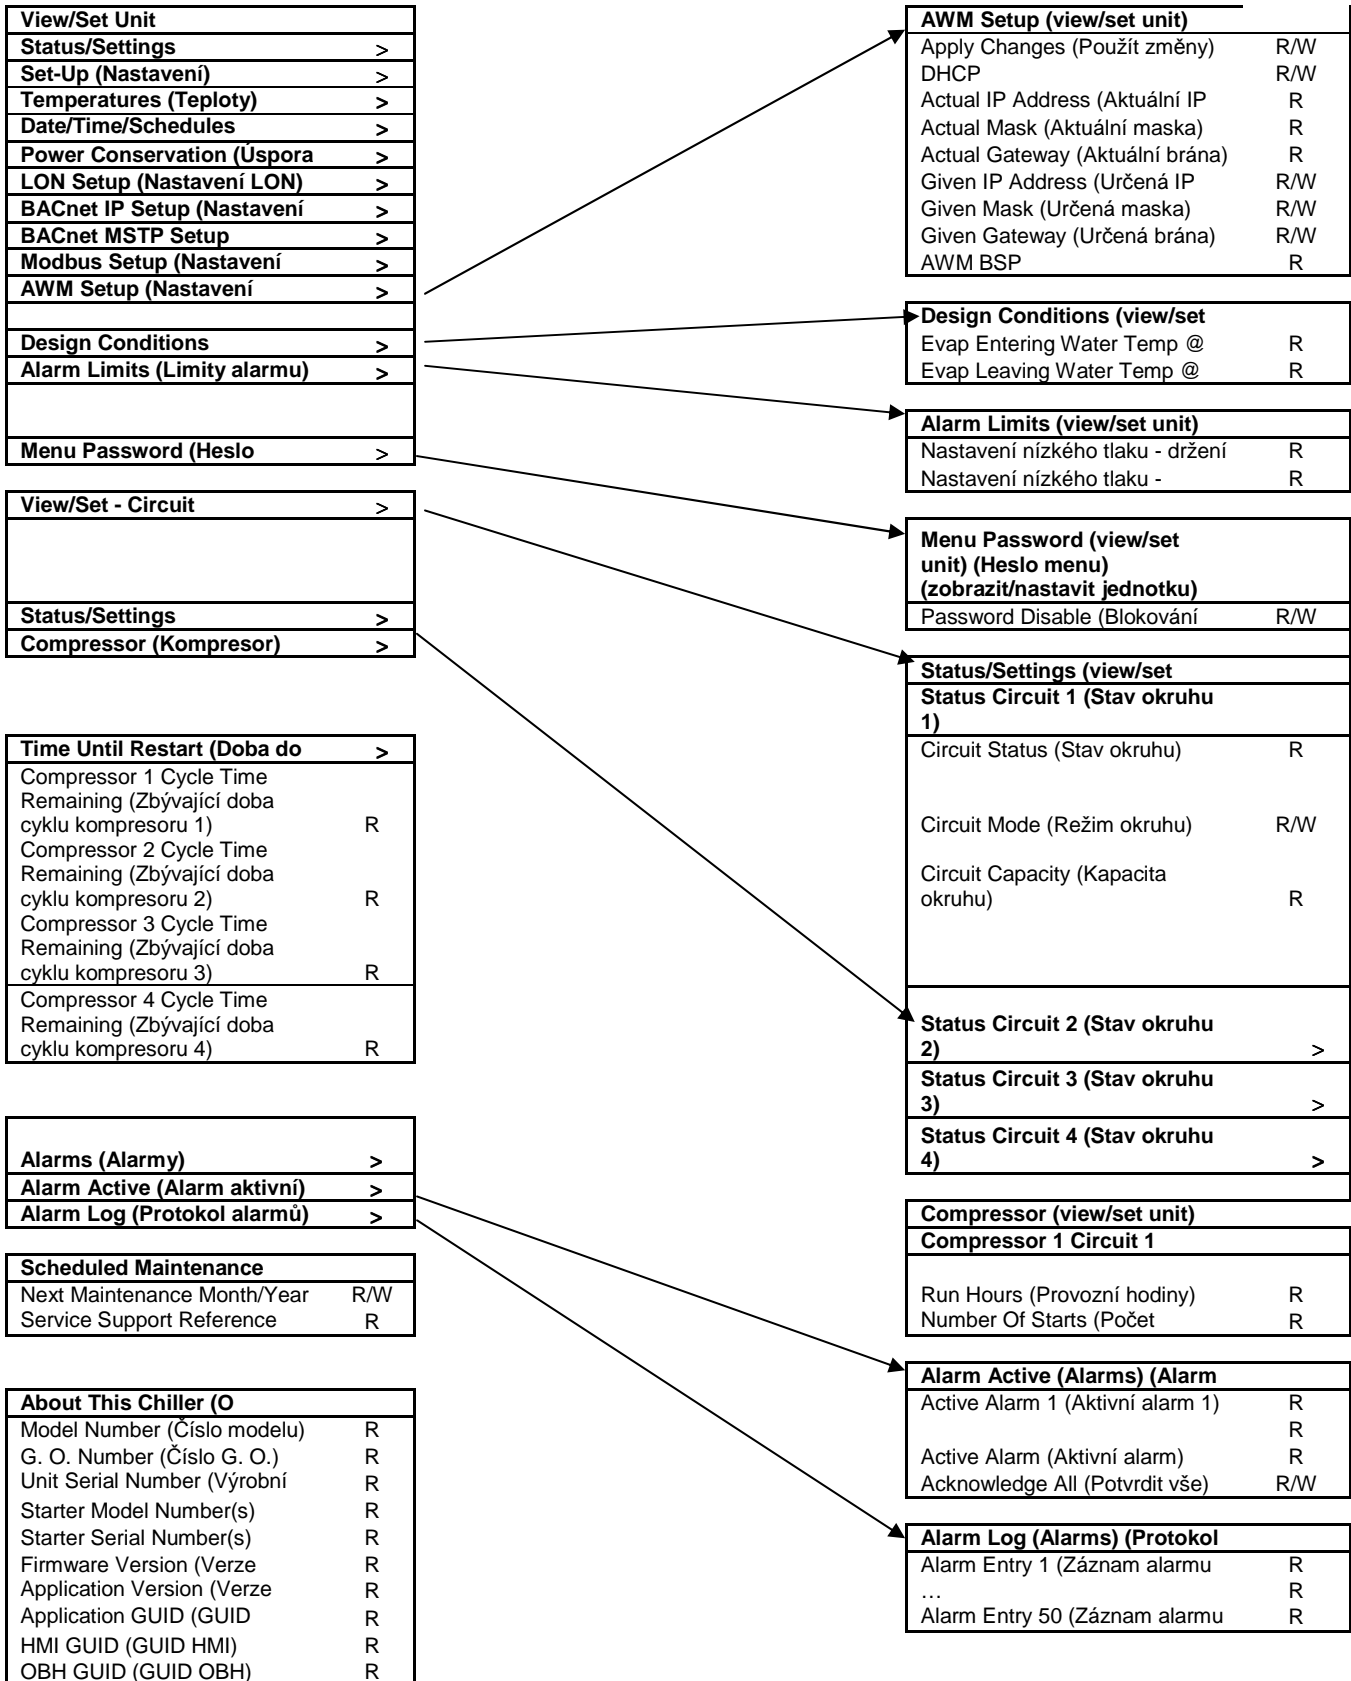 View/Set Unit
Status/Settings >
Set-Up (Nastavení) >
Temperatures (Teploty) >
Date/Time/Schedules >
Power Conservation (Úspora >
LON Setup (Nastavení LON) >
BACnet IP Setup (Nastavení >
BACnet MSTP Setup >
Modbus Setup (Nastavení >
AWM Setup (Nastavení >
Design Conditions >
Alarm Limits (Limity alarmu) >
Menu Password (Heslo >
View/Set - Circuit >
Status/Settings >
Compressor (Kompresor) >
Time Until Restart (Doba do >
Compressor 1 Cycle Time
Remaining (Zbývající doba
cyklu kompresoru 1) R
Compressor 2 Cycle Time
Remaining (Zbývající doba
cyklu kompresoru 2) R
Compressor 3 Cycle Time
Remaining (Zbývající doba
cyklu kompresoru 3) R
Compressor 4 Cycle Time
Remaining (Zbývající doba
cyklu kompresoru 4) R
Alarms (Alarmy) >
Alarm Active (Alarm aktivní) >
Alarm Log (Protokol alarmů) >
Scheduled Maintenance
Next Maintenance Month/Year R/W
Service Support Reference R
About This Chiller (O
Model Number (Číslo modelu) R
G. O. Number (Číslo G. O.) R
Unit Serial Number (Výrobní R
Starter Model Number(s) R
Starter Serial Number(s) R
Firmware Version (Verze R
Application Version (Verze R
Application GUID (GUID R
HMI GUID (GUID HMI) R
OBH GUID (GUID OBH) R
AWM Setup (view/set unit)
Apply Changes (Použít změny) R/W
DHCP R/W
Actual IP Address (Aktuální IP R
Actual Mask (Aktuální maska) R
Actual Gateway (Aktuální brána) R
Given IP Address (Určená IP R/W
Given Mask (Určená maska) R/W
Given Gateway (Určená brána) R/W
AWM BSP R
Design Conditions (view/set
Evap Entering Water Temp @ R
Evap Leaving Water Temp @ R
Alarm Limits (view/set unit)
Nastavení nízkého tlaku - držení R
Nastavení nízkého tlaku - R
Menu Password (view/set
unit) (Heslo menu)
(zobrazit/nastavit jednotku)
Password Disable (Blokování R/W
Status/Settings (view/set
Status Circuit 1 (Stav okruhu
1)
Circuit Status (Stav okruhu) R
Circuit Mode (Režim okruhu) R/W
Circuit Capacity (Kapacita
okruhu) R
Status Circuit 2 (Stav okruhu
2) >
Status Circuit 3 (Stav okruhu
3) >
Status Circuit 4 (Stav okruhu
4) >
Compressor (view/set unit)
Compressor 1 Circuit 1
Run Hours (Provozní hodiny) R
Number Of Starts (Počet R
Alarm Active (Alarms) (Alarm
Active Alarm 1 (Aktivní alarm 1) R
R
Active Alarm (Aktivní alarm) R
Acknowledge All (Potvrdit vše) R/W
Alarm Log (Alarms) (Protokol
Alarm Entry 1 (Záznam alarmu R
… R
Alarm Entry 50 (Záznam alarmu R